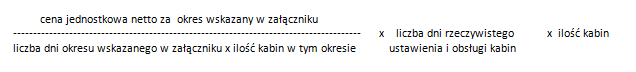 cena jednostkowa netto za okres wskazany w załączniku
------------------------------------------------------------------------------------- x liczba dni rzeczywistego x ilość kabin
liczba dni okresu wskazanego w załączniku x ilość kabin w tym okresie ustawienia i obsługi kabin